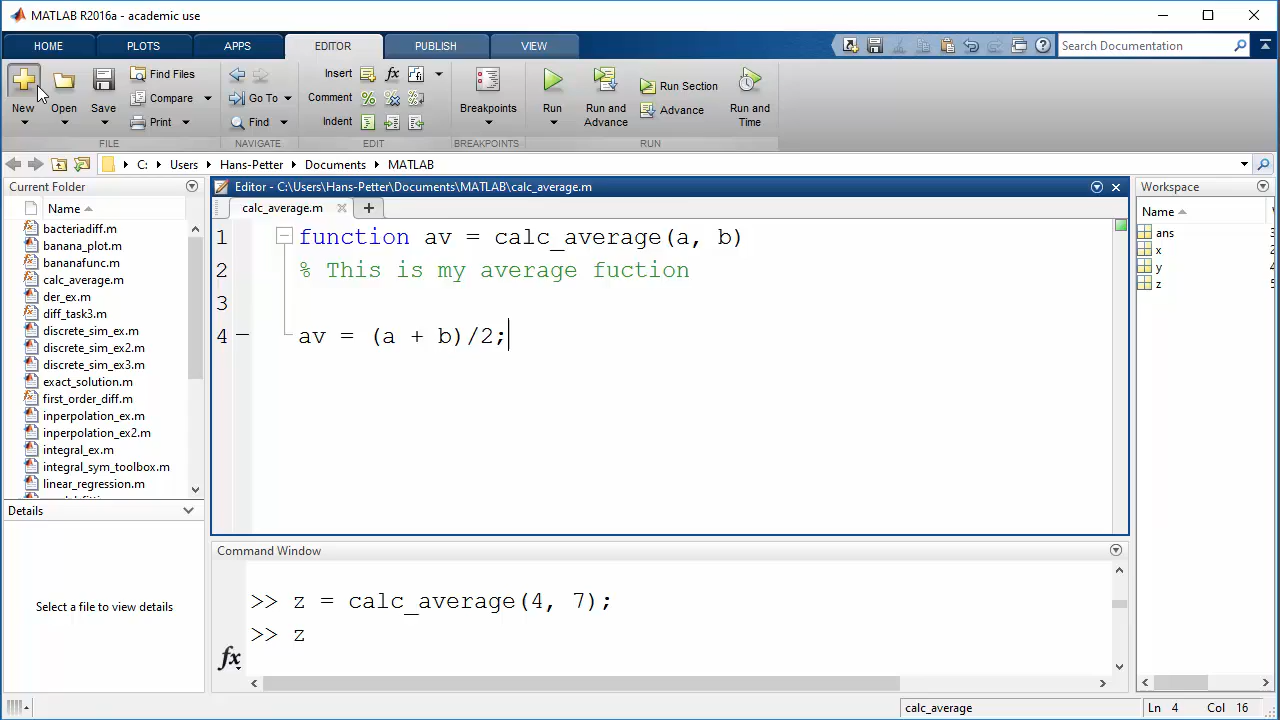 MATLAB R2016a - academic use
HOME PLOTS APPS EDITOR PUBLISH VIEW Search Documentation
New Open Save
Find Files
Compare
Print
FILE
Go To
Find
NAVIGATE
Insert fx
Comment % %
Indent
EDIT
Breakpoints
BREAKPOINTS
Run
Run and Advance
Run Section
Advance
Run and Time
RUN
C: Users Hans-Petter Documents MATLAB
Current Folder
Name
bacteriadiff.m
banana_plot.m
bananafunc.m
calc_average.m
der_ex.m
diff_task3.m
discrete_sim_ex.m
discrete_sim_ex2.m
discrete_sim_ex3.m
exact_solution.m
first_order_diff.m
inperpolation_ex.m
inperpolation_ex2.m
integral_ex.m
integral_sym_toolbox.m
linear_regression.m
Details
Select a file to view details
Editor - C:\Users\Hans-Petter\Documents\MATLAB\calc_average.m
calc_average.m
1 function av = calc_average(a, b)
2 % This is my average fuction
3
4 av = (a + b)/2;
Command Window
>> z = calc_average(4, 7);
>> z
fx
Workspace
Name
ans
x
y
z
calc_average Ln 4 Col 16